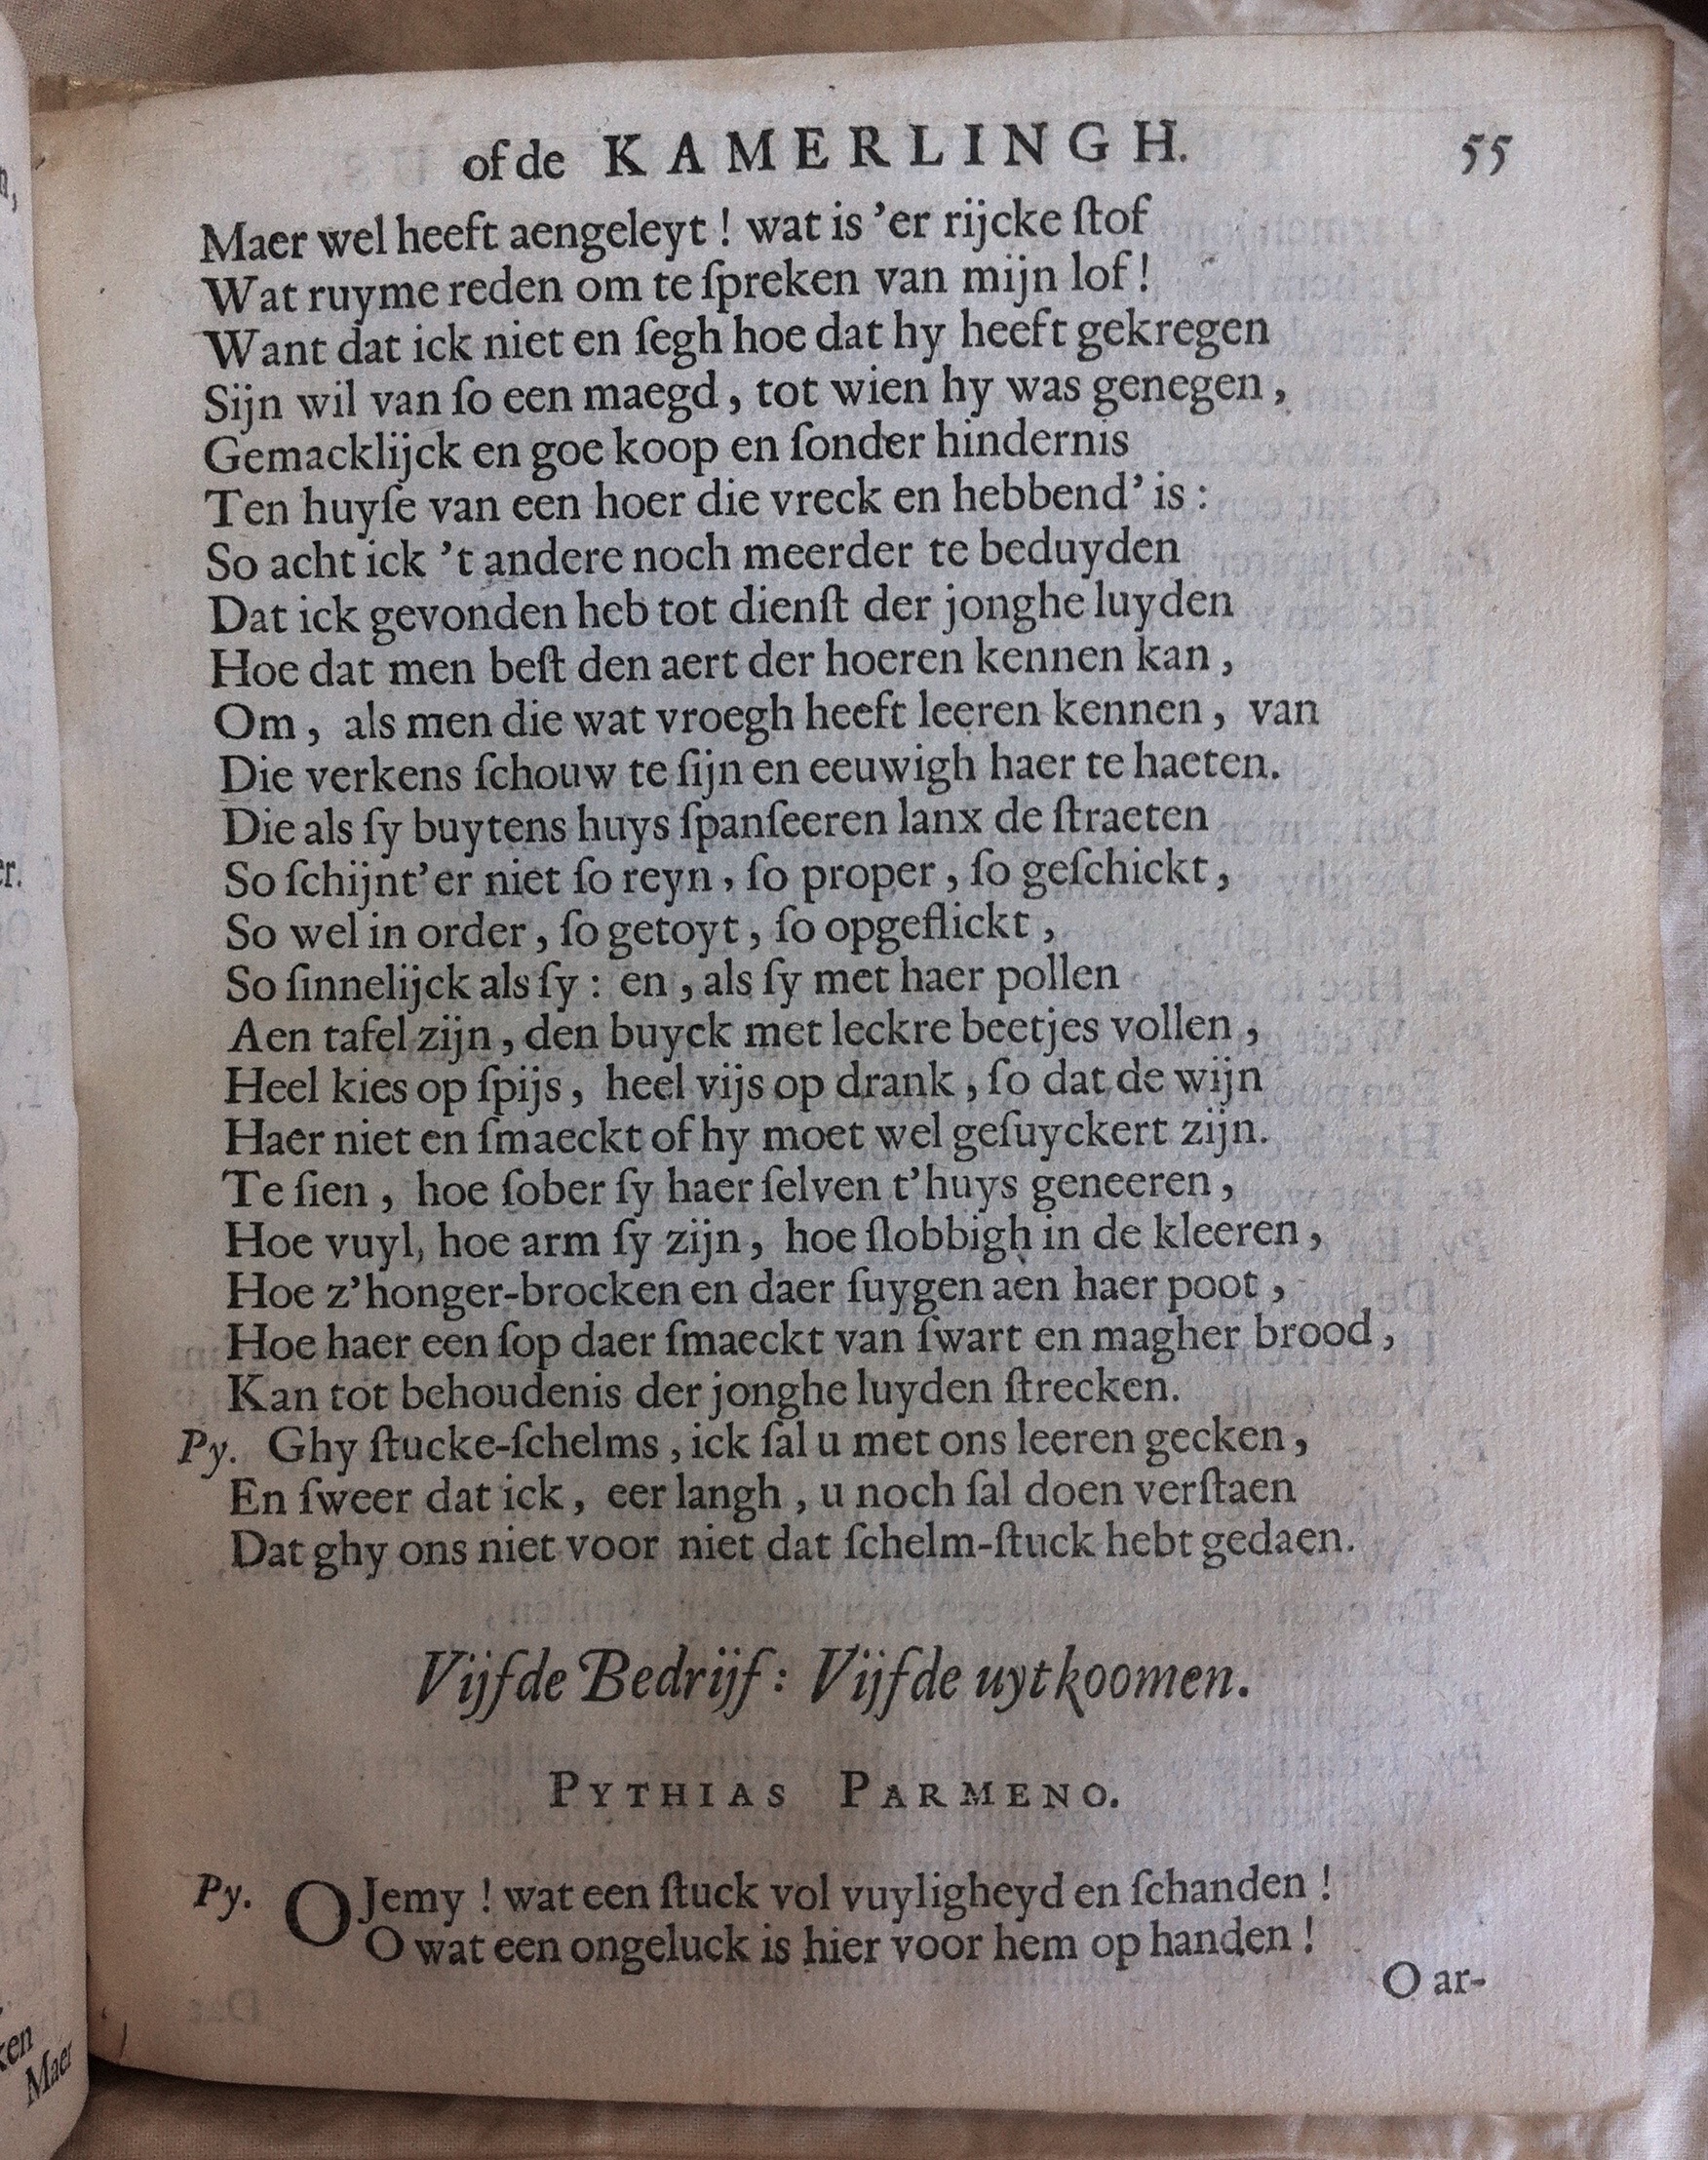 of de KAMERLINGH. 55
Maer wel heeft aengeleyt ! wat is ’er rijcke ſtof
Wat ruyme reden om te ſpreken van mijn lof !
Want dat ick niet en ſegh hoe dat hy heeft gekregen
Sijn wil van ſo een maegd , tot wien hy was genegen ,
Gemacklijck en goe koop en ſonder hindernis
Ten huyſe van een hoer die vreck en hebbend’ is :
So acht ick ’t andere noch meerder te beduyden
Dat ick gevonden heb tot dienſt der jonghe luyden
Hoe dat men beſt den aert der hoeren kennen kan ,
Om , als men die wat vroegh heeft leeren kennen , van
Die verkens ſchouw te ſijn en eeuwigh haer te haeten.
Die als ſy buytens huys ſpanſeeren lanx de ſtraeten
So ſchijnt’er niet ſo reyn , ſo proper , ſo geſchickt ,
So wel in order , ſo getoyt , ſo opgeflickt ,
So ſinnelijck als ſy : en , als ſy met haer pollen
Aen tafel zijn , den buyck met leckre beetjes vollen ,
Heel kies op ſpijs , heel vijs op drank , ſo dat de wijn
Haer niet en ſmaeckt of hy moet wel geſuyckert zijn.
Te ſien , hoe ſober ſy haer ſelven t’huys geneeren ,
Hoe vuyl, hoe arm ſy zijn , hoe ſlobbigh in de kleeren ,
Hoe z’honger-brocken en daer ſuygen aen haer poot ,
Hoe haer een ſop daer ſmaeckt van ſwart en magher brood ,
Kan tot behoudenis der jonghe luyden ſtrecken.
Py. Ghy ſtucke-ſchelms , ick ſal u met ons leeren gecken ,
En ſweer dat ick , eer langh , u noch ſal doen verſtaen
Dat ghy ons niet voor niet dat ſchelm-ſtuck hebt gedaen.
Vijfde Bedrijf : Vijfde uytkoomen.
PYTHIAS PARMENO.
Py. O Jemy ! wat een ſtuck vol vuyligheyd en ſchanden !
O wat een ongeluck is hier voor hem op handen !
O ar-